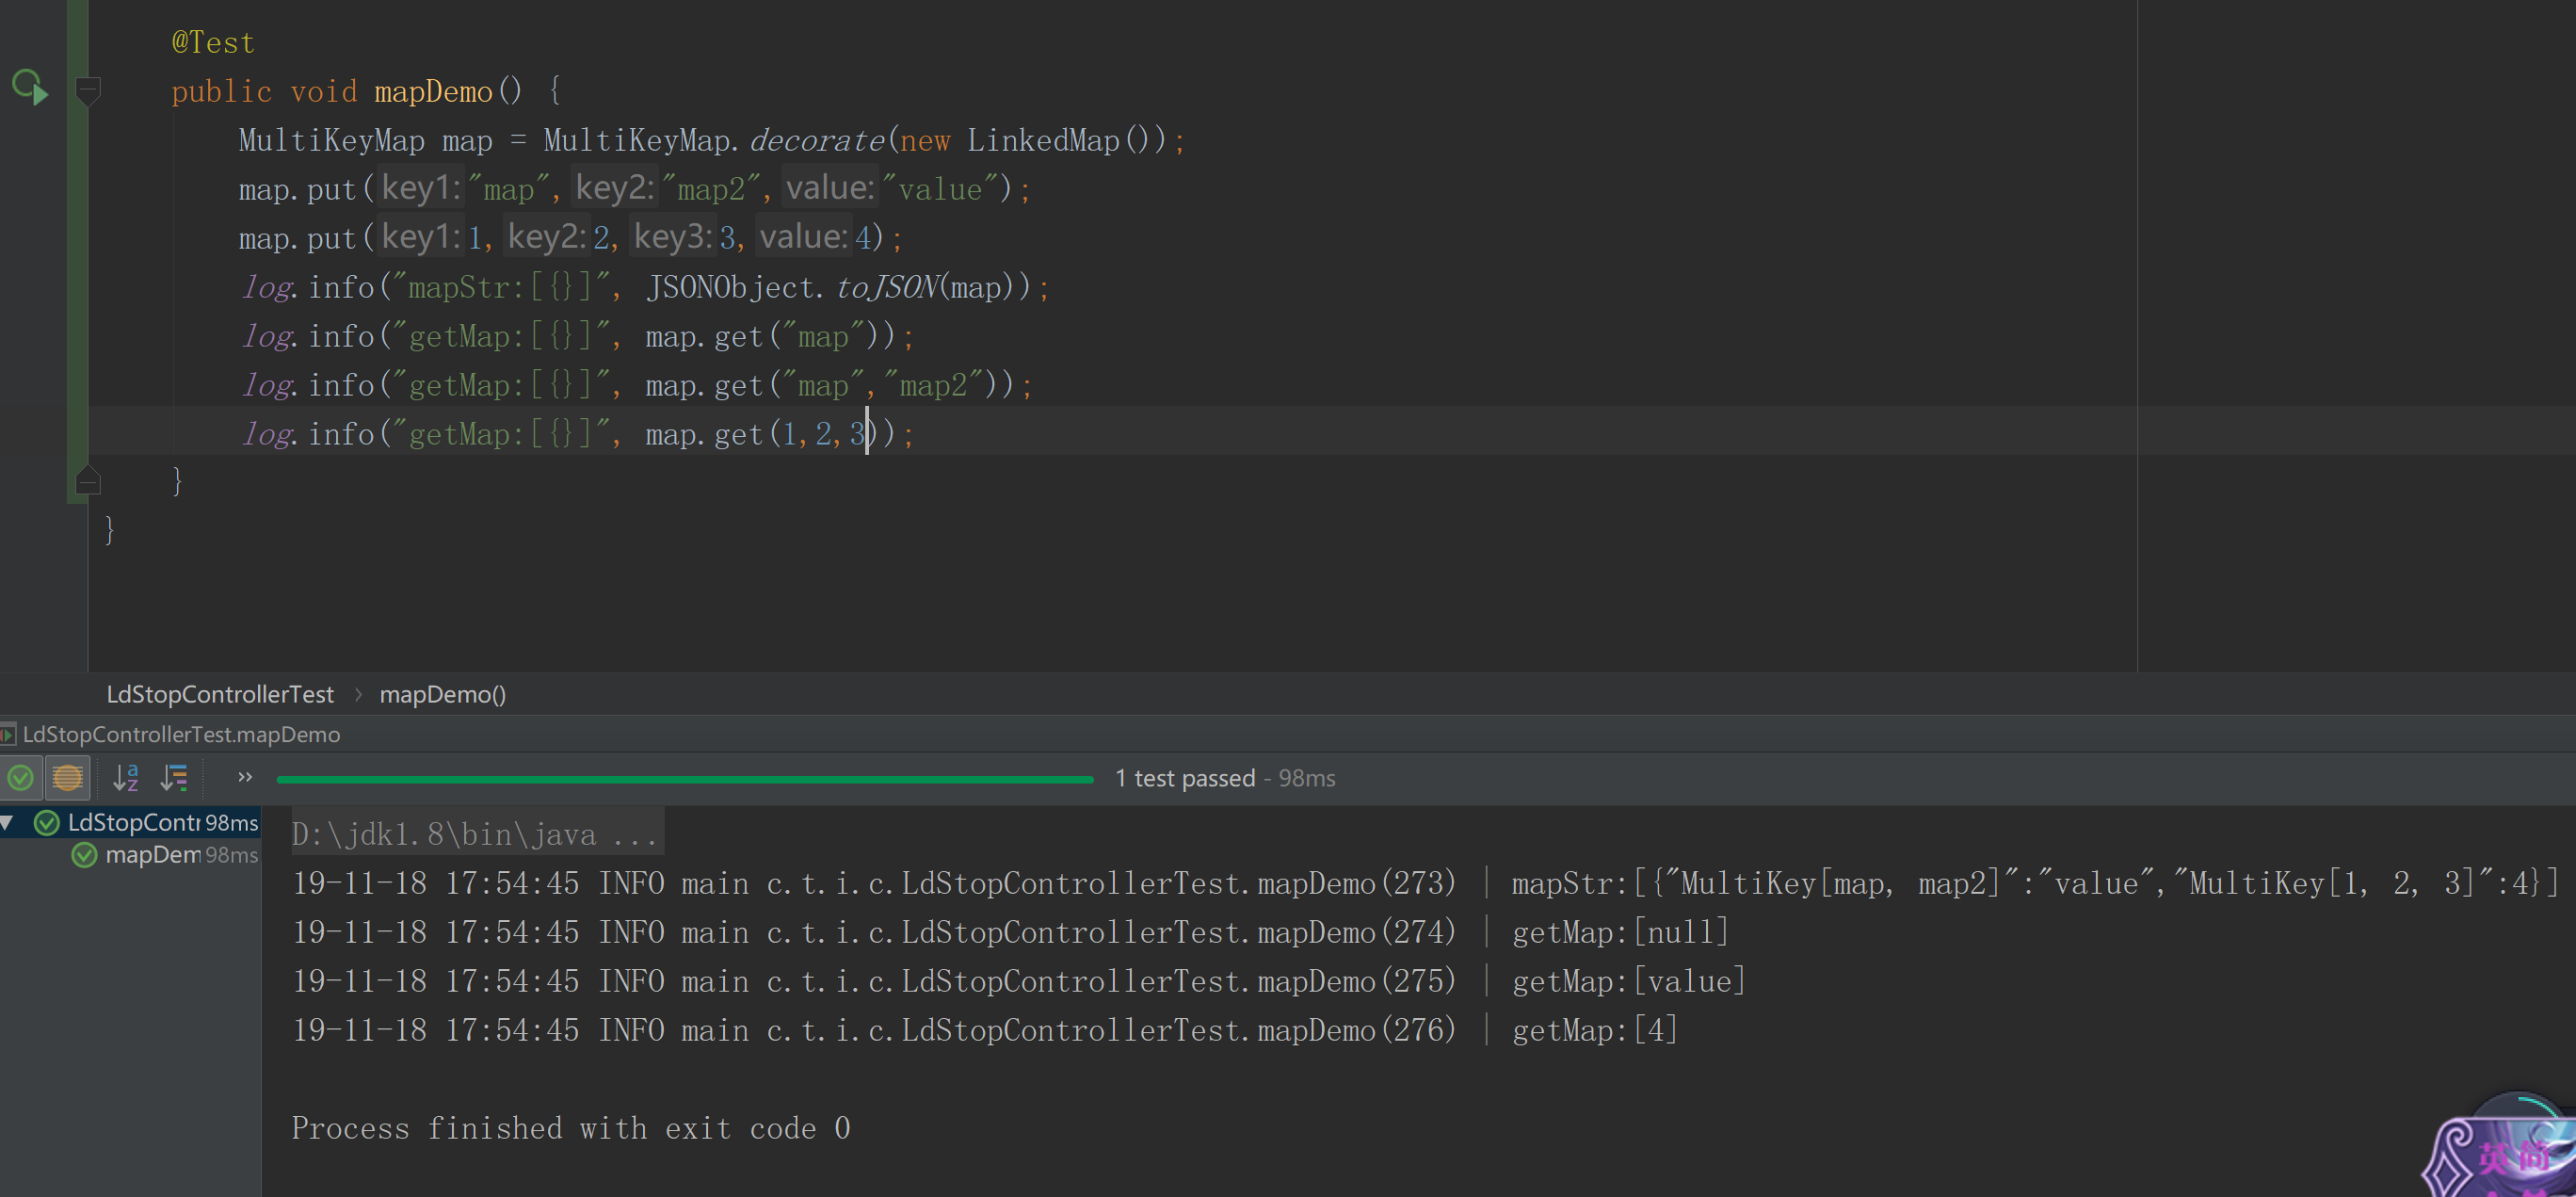 @Test
public void mapDemo() {
MultiKeyMap map = MultiKeyMap.decorate(new LinkedMap());
map.put( key1: "map", key2: "map2", value: "value");
map.put( key1: 1, key2: 2, key3: 3, value: 4);
log.info("mapStr:[{}]", JSONObject.toJSON(map));
log.info("getMap:[{}]", map.get("map"));
log.info("getMap:[{}]", map.get("map","map2"));
log.info("getMap:[{}]", map.get(1,2,3));
}
}
LdStopControllerTest › mapDemo()
LdStopControllerTest.mapDemo
» 1 test passed - 98ms
LdStopContr 98ms
mapDem 98ms
D:\jdk1.8\bin\java ...
19-11-18 17:54:45 INFO main c.t.i.c.LdStopControllerTest.mapDemo(273) | mapStr:[{"MultiKey[map, map2]":"value","MultiKey[1, 2, 3]":4}]
19-11-18 17:54:45 INFO main c.t.i.c.LdStopControllerTest.mapDemo(274) | getMap:[null]
19-11-18 17:54:45 INFO main c.t.i.c.LdStopControllerTest.mapDemo(275) | getMap:[value]
19-11-18 17:54:45 INFO main c.t.i.c.LdStopControllerTest.mapDemo(276) | getMap:[4]
Process finished with exit code 0
英 简